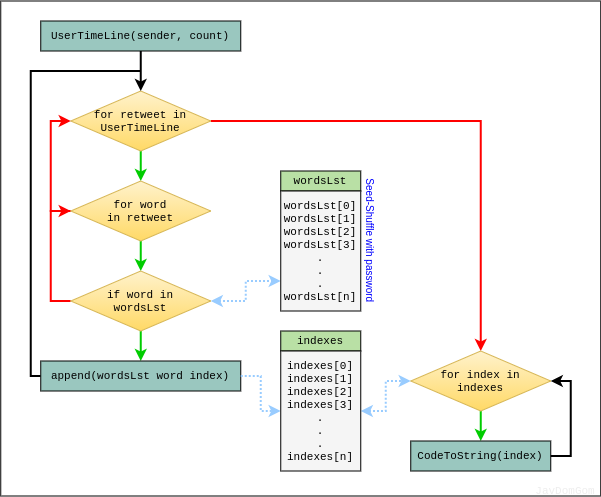 UserTimeLine(sender, count)
for retweet in
UserTimeLine
for word
in retweet
if word in
wordsLst
append(wordsLst word index)
wordsLst
wordsLst[0]
wordsLst[1]
wordsLst[2]
wordsLst[3]
.
.
.
wordsLst[n]
Seed-Shuffle with password
indexes
indexes[0]
indexes[1]
indexes[2]
indexes[3]
.
.
.
indexes[n]
for index in
indexes
CodeToString(index)
JavDomGom